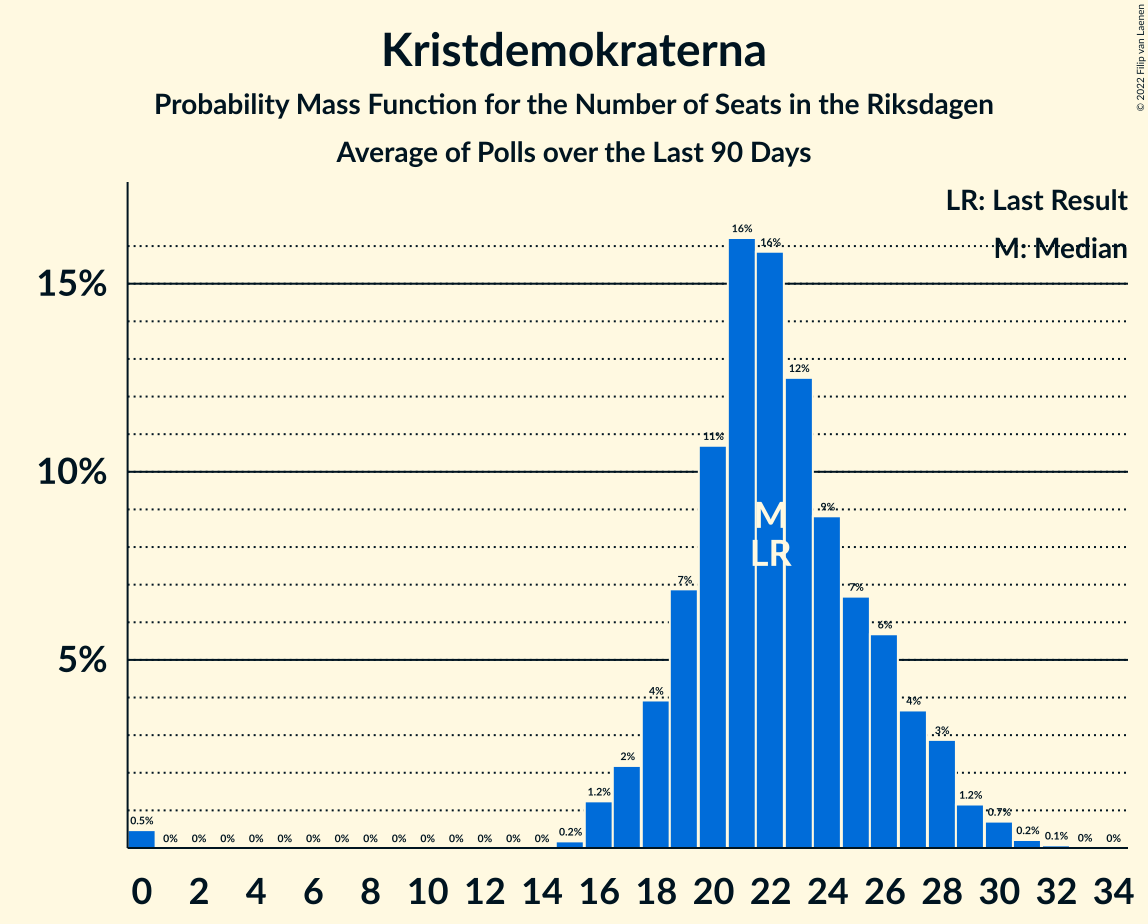 Kristdemokraterna
Probability Mass Function for the Number of Seats in the Riksdagen
Average of Polls over the Last 90 Days
© 2022 Filip van Laenen
LR: Last Result
M: Median
15%
10%
5%
0.5% 0% 0% 0% 0% 0% 0% 0% 0% 0% 0% 0% 0% 0% 0% 0.2% 1.2% 2% 4% 7% 11% 16% 16% 12% 9% 7% 6% 4% 3% 1.2% 0.7% 0.2% 0.1% 0% 0%
M
LR
0 2 4 6 8 10 12 14 16 18 20 22 24 26 28 30 32 34